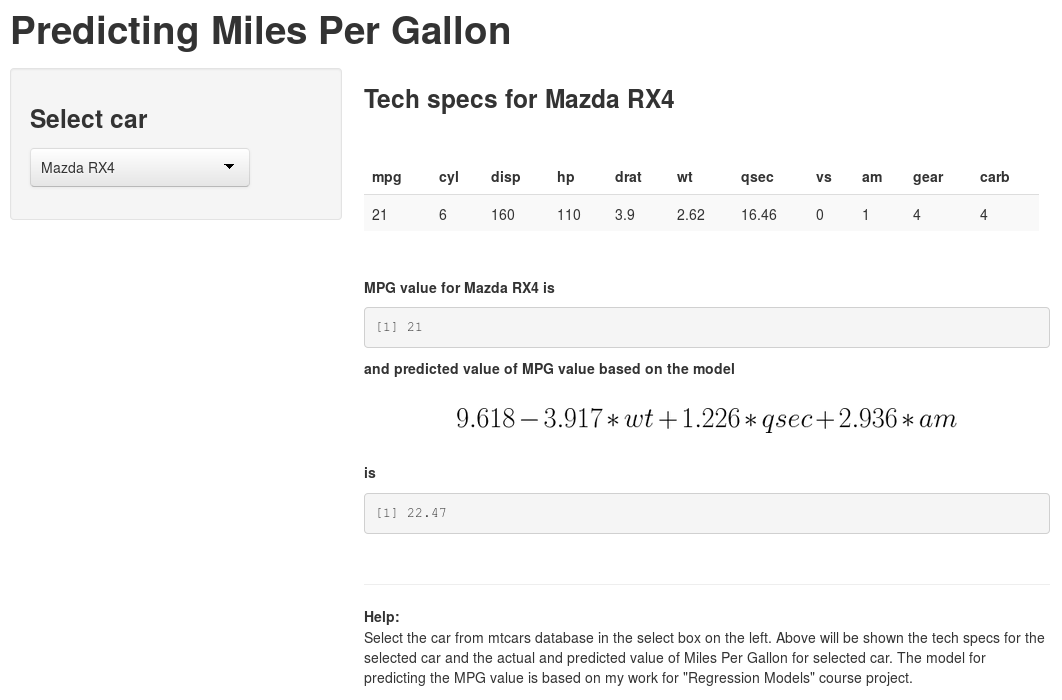 Predicting Miles Per Gallon
Select car
Mazda RX4
Tech specs for Mazda RX4
mpg cyl disp hp drat wt qsec vs am gear carb
21 6 160 110 3.9 2.62 16.46 0 1 4 4
MPG value for Mazda RX4 is
[1] 21
and predicted value of MPG value based on the model
9.618 − 3.917 * wt + 1.226 * qsec + 2.936 * am
is
[1] 22.47
Help:
Select the car from mtcars database in the select box on the left. Above will be shown the tech specs for the
selected car and the actual and predicted value of Miles Per Gallon for selected car. The model for
predicting the MPG value is based on my work for "Regression Models" course project.